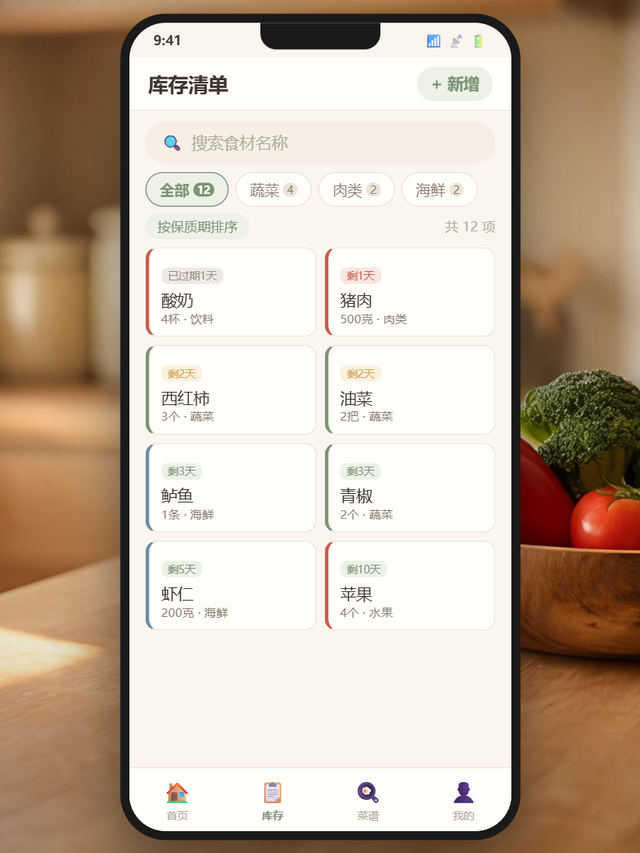 9:41
库存清单
+ 新增
搜索食材名称
全部 12 蔬菜 4 肉类 2 海鲜 2
按保质期排序 共 12 项
已过期1天 剩1天
酸奶 猪肉
4杯 · 饮料 500克 · 肉类
剩2天 剩2天
西红柿 油菜
3个 · 蔬菜 2把 · 蔬菜
剩3天 剩3天
鲈鱼 青椒
1条 · 海鲜 2个 · 蔬菜
剩5天 剩10天
虾仁 苹果
200克 · 海鲜 4个 · 水果
首页 库存 菜谱 我的